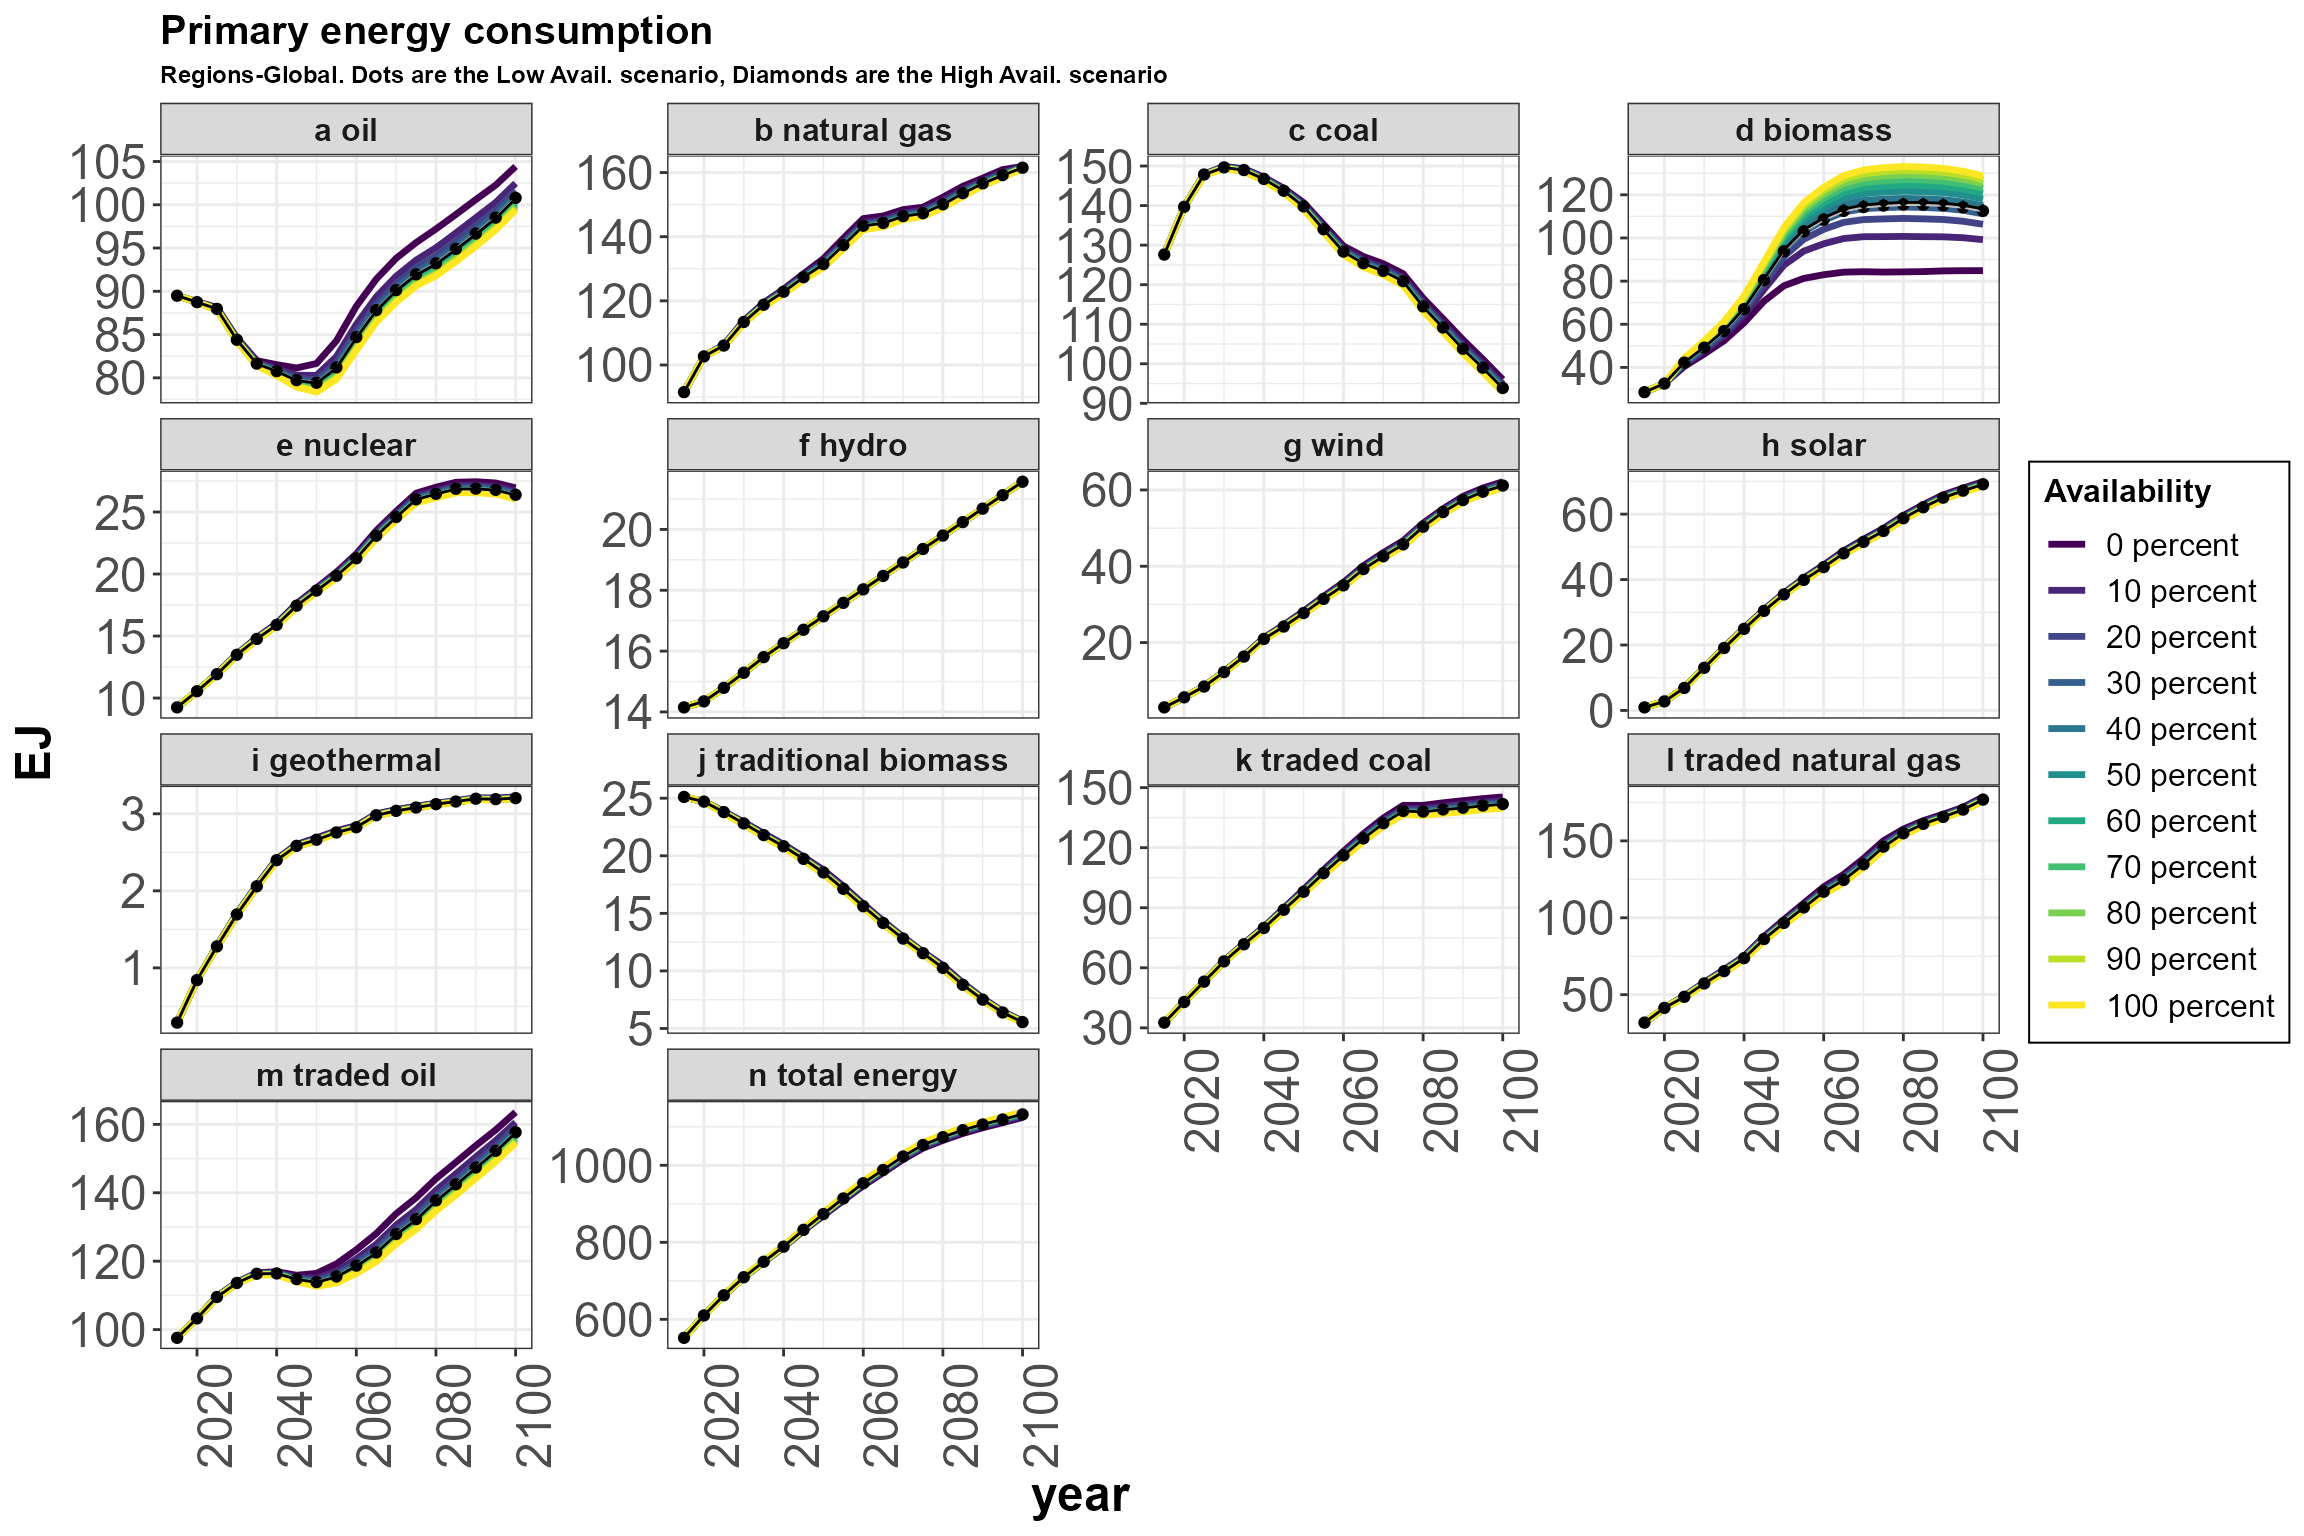 Primary energy consumption
Regions-Global. Dots are the Low Avail. scenario, Diamonds are the High Avail. scenario
a oil
b natural gas
c coal
d biomass
105
100
95
90
85
80
160
140
120
100
150
140
130
120
110
100
90
120
100
80
60
40
e nuclear
f hydro
g wind
h solar
25
20
15
10
20
18
16
14
60
40
20
60
40
20
0
EJ
i geothermal
j traditional biomass
k traded coal
l traded natural gas
3
2
1
25
20
15
10
5
150
120
90
60
30
150
100
50
2020
2040
2060
2080
2100
2020
2040
2060
2080
2100
m traded oil
n total energy
160
140
120
100
1000
800
600
2020
2040
2060
2080
2100
2020
2040
2060
2080
2100
year
Availability
0 percent
10 percent
20 percent
30 percent
40 percent
50 percent
60 percent
70 percent
80 percent
90 percent
100 percent